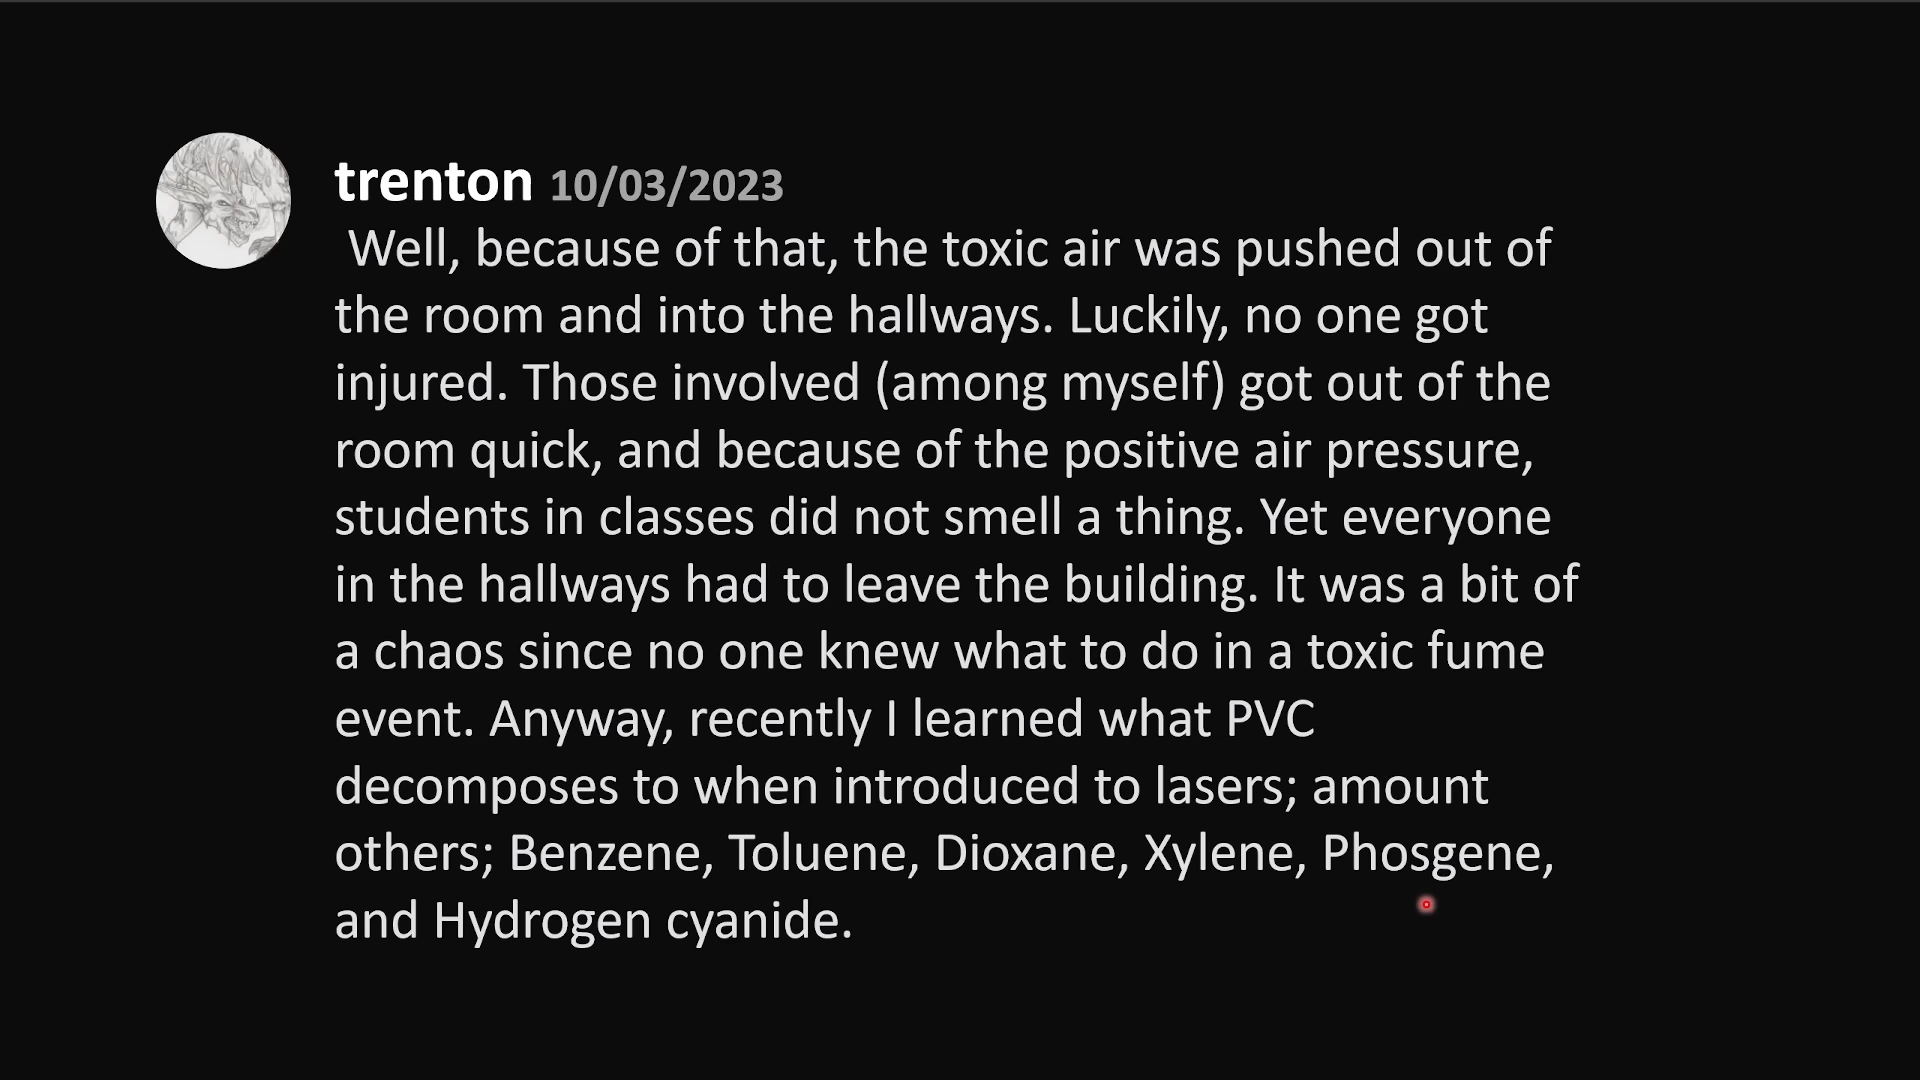 trenton 10/03/2023
Well, because of that, the toxic air was pushed out of
the room and into the hallways. Luckily, no one got
injured. Those involved (among myself) got out of the
room quick, and because of the positive air pressure,
students in classes did not smell a thing. Yet everyone
in the hallways had to leave the building. It was a bit of
a chaos since no one knew what to do in a toxic fume
event. Anyway, recently I learned what PVC
decomposes to when introduced to lasers; amount
others; Benzene, Toluene, Dioxane, Xylene, Phosgene,
and Hydrogen cyanide.